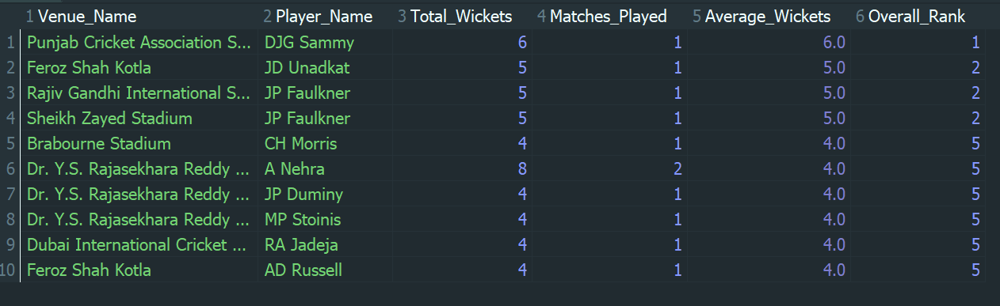 1 Venue_Name 2 Player_Name 3 Total_Wickets 4 Matches_Played 5 Average_Wickets 6 Overall_Rank
1 Punjab Cricket Association S... DJG Sammy 6 1 6.0 1
2 Feroz Shah Kotla JD Unadkat 5 1 5.0 2
3 Rajiv Gandhi International S... JP Faulkner 5 1 5.0 2
4 Sheikh Zayed Stadium JP Faulkner 5 1 5.0 2
5 Brabourne Stadium CH Morris 4 1 4.0 5
6 Dr. Y.S. Rajasekhara Reddy ... A Nehra 8 2 4.0 5
7 Dr. Y.S. Rajasekhara Reddy ... JP Duminy 4 1 4.0 5
8 Dr. Y.S. Rajasekhara Reddy ... MP Stoinis 4 1 4.0 5
9 Dubai International Cricket ... RA Jadeja 4 1 4.0 5
10 Feroz Shah Kotla AD Russell 4 1 4.0 5